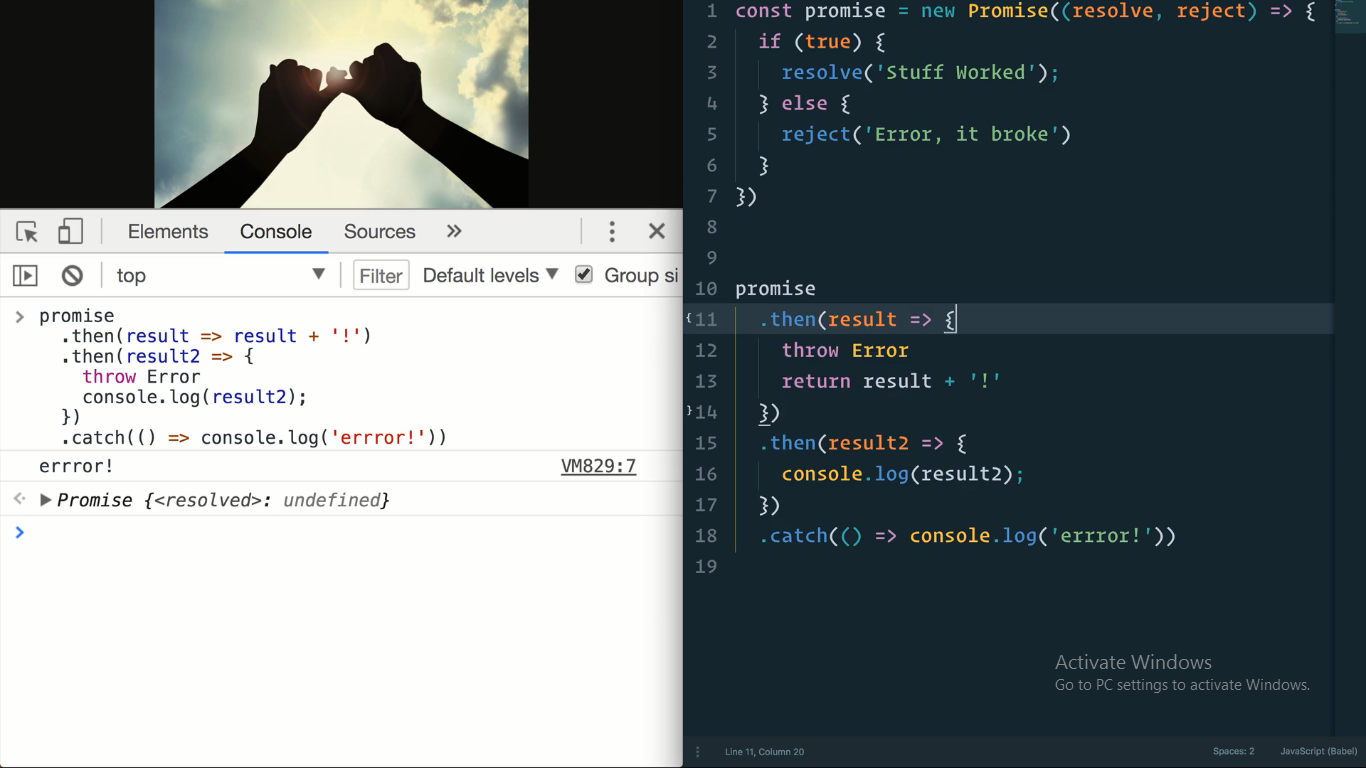 Elements Console Sources »
top Filter Default levels Group si
promise
.then(result => result + '!')
.then(result2 => {
throw Error
console.log(result2);
})
.catch(() => console.log('errror!'))
errror! VM829:7
Promise {<resolved>: undefined}
1 const promise = new Promise((resolve, reject) => {
2 if (true) {
3 resolve('Stuff Worked');
4 } else {
5 reject('Error, it broke')
6 }
7 })
8
9
10 promise
11 .then(result => {
12 throw Error
13 return result + '!'
14 })
15 .then(result2 => {
16 console.log(result2);
17 })
18 .catch(() => console.log('errror!'))
19
Activate Windows
Go to PC settings to activate Windows.
Line 11, Column 20 Spaces: 2 JavaScript (Babel)